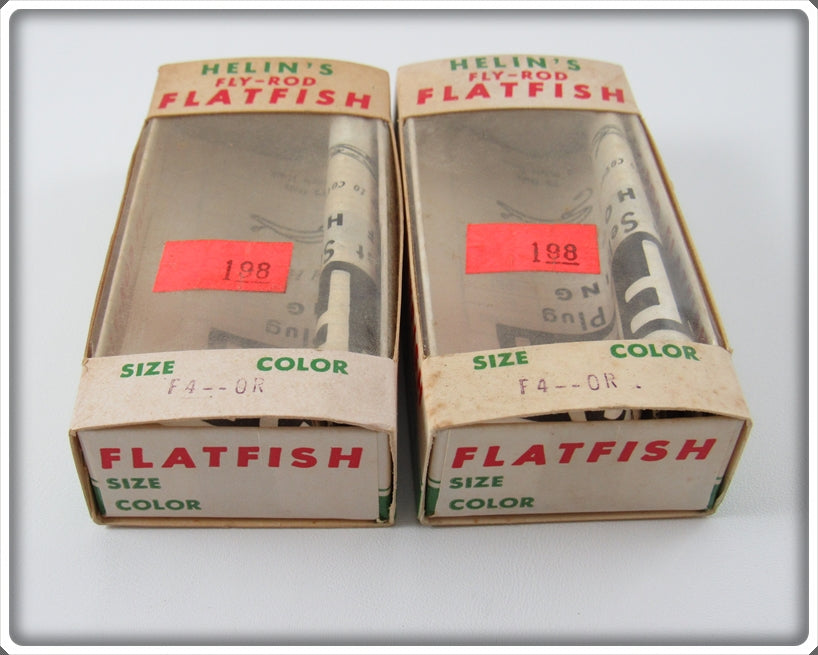 HELIN'S
FLY-ROD
FLATFISH
198
SIZE COLOR
F4--OR
FLATFISH
SIZE
COLOR
HELIN'S
FLY-ROD
FLATFISH
198
Plug
SIZE COLOR
F4--OR
FLATFISH
SIZE
COLOR